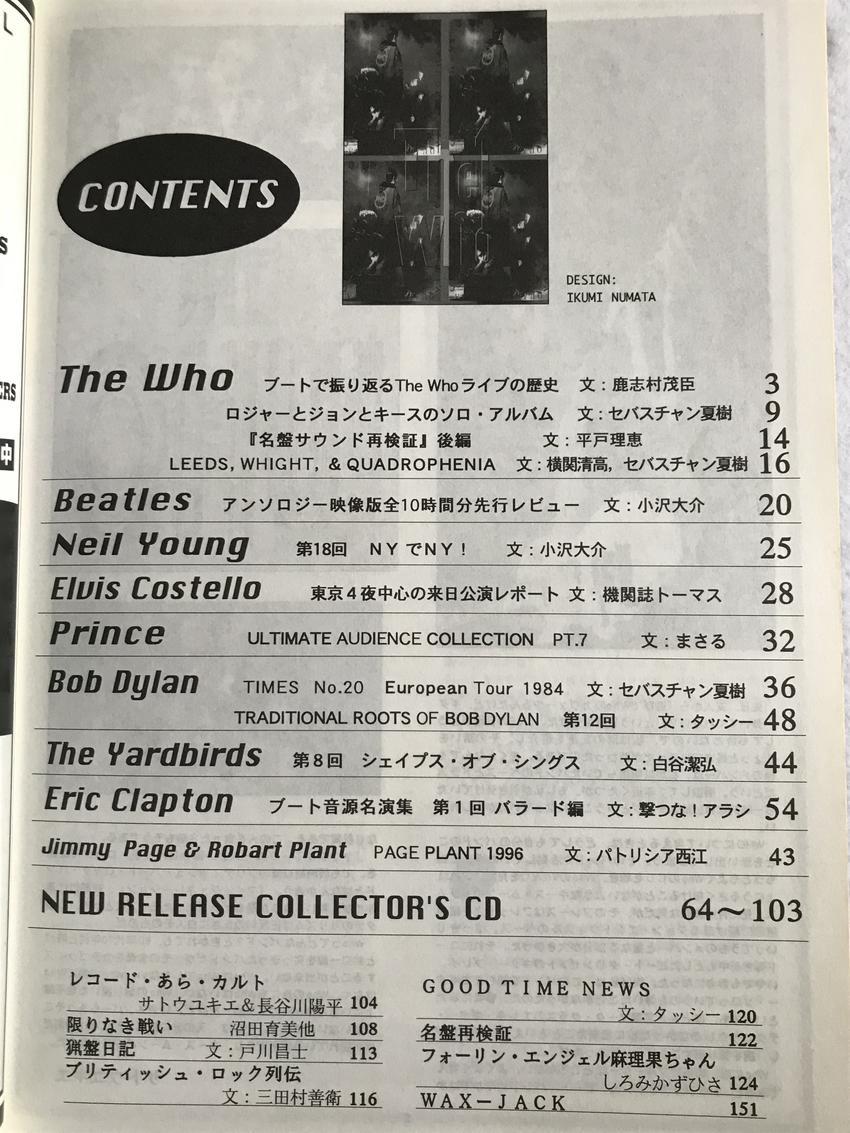 CONTENTS
DESIGN:
IKUMI NUMATA
The Who ブートで振り返るThe Whoライブの歴史 文：鹿志村茂臣 3
ロジャーとジョンとキースのソロ・アルバム 文：セバスチャン夏樹 9
『名盤サウンド再検証』後編 文：平戸理恵 14
LEEDS, WHIGHT, & QUADROPHENIA 文：横関清高, セバスチャン夏樹 16
Beatles アンソロジー映像版全10時間分先行レビュー 文：小沢大介 20
Neil Young 第18回 NYでNY！ 文：小沢大介 25
Elvis Costello 東京4夜中心の来日公演レポート 文：機関誌トーマス 28
Prince ULTIMATE AUDIENCE COLLECTION PT.7 文：まさる 32
Bob Dylan TIMES No.20 European Tour 1984 文：セバスチャン夏樹 36
TRADITIONAL ROOTS OF BOB DYLAN 第12回 文：タッシー 48
The Yardbirds 第8回 シェイプス・オブ・シングス 文：白谷潔弘 44
Eric Clapton ブート音源名演集 第1回 バラード編 文：撃つな！アラシ 54
Jimmy Page & Robart Plant PAGE PLANT 1996 文：パトリシア西江 43
NEW RELEASE COLLECTOR'S CD 64〜103
レコード・あら・カルト
サトウユキエ&長谷川陽平 104
限りなき戦い 沼田育美他 108
猟盤日記 文：戸川昌士 113
ブリティッシュ・ロック列伝
文：三田村善衛 116
GOOD TIME NEWS
文：タッシー 120
名盤再検証 122
フォーリン・エンジェル麻理果ちゃん
しろみかずひさ 124
WAX－JACK 151